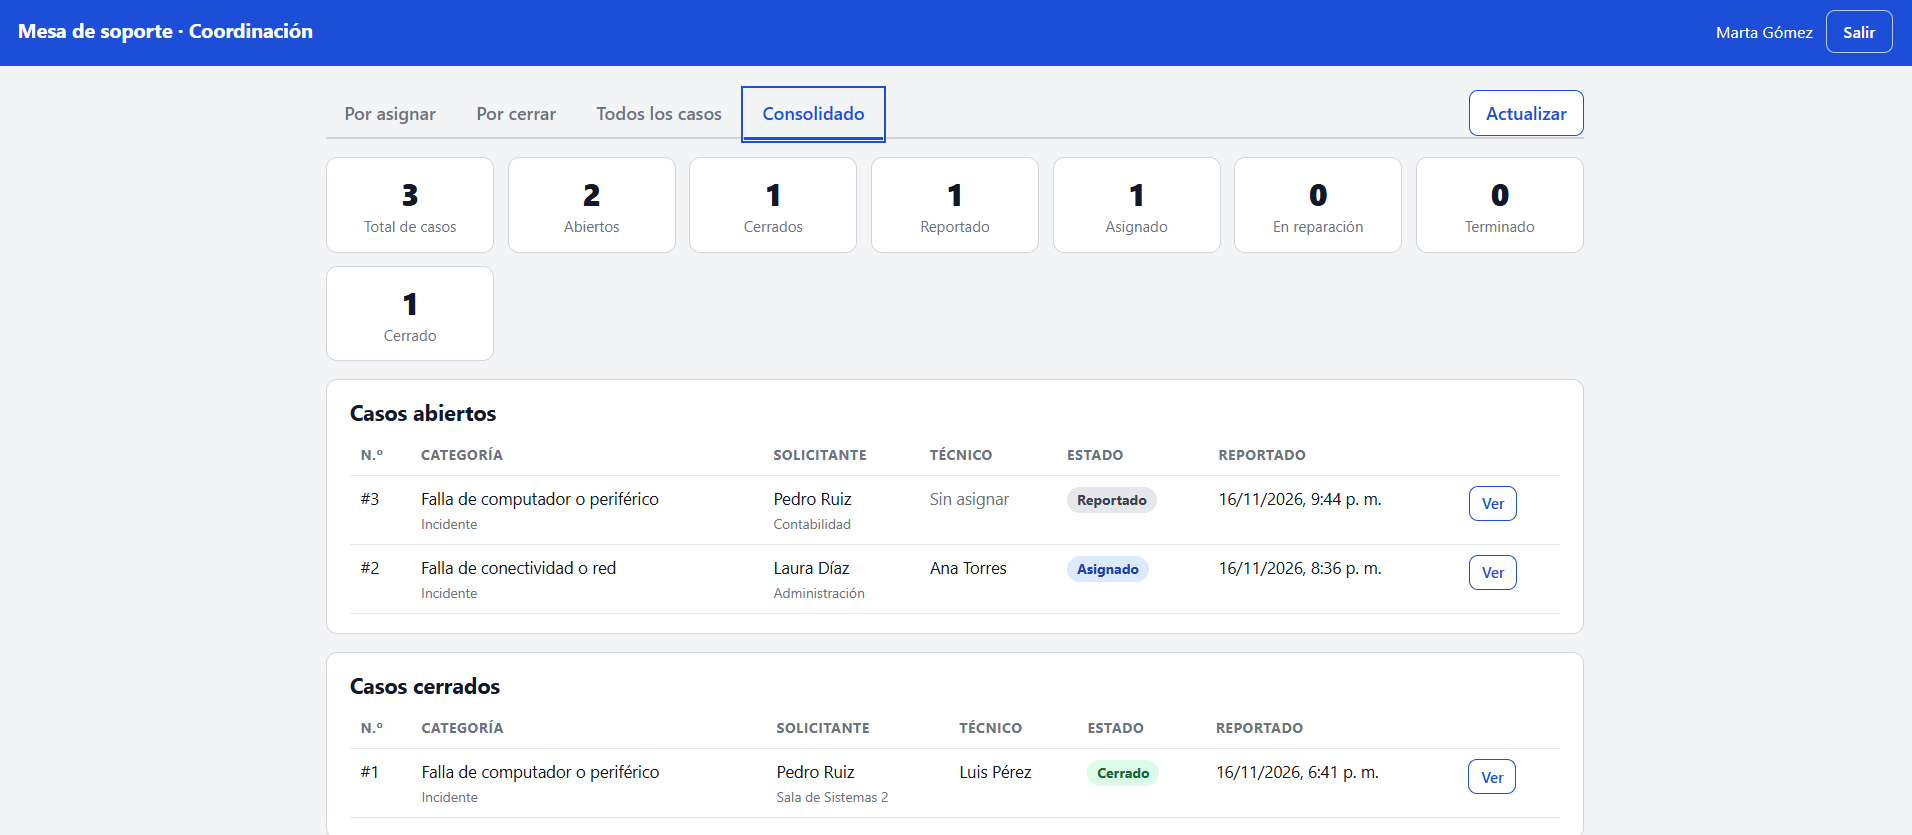 Mesa de soporte · Coordinación
Marta Gómez
Salir
Por asignar
Por cerrar
Todos los casos
Consolidado
Actualizar
3
Total de casos
2
Abiertos
1
Cerrados
1
Reportado
1
Asignado
0
En reparación
0
Terminado
1
Cerrado
Casos abiertos
N.º CATEGORÍA SOLICITANTE TÉCNICO ESTADO REPORTADO
#3 Falla de computador o periférico Pedro Ruiz Sin asignar Reportado 16/11/2026, 9:44 p. m. Ver
Incidente Contabilidad
#2 Falla de conectividad o red Laura Díaz Ana Torres Asignado 16/11/2026, 8:36 p. m. Ver
Incidente Administración
Casos cerrados
N.º CATEGORÍA SOLICITANTE TÉCNICO ESTADO REPORTADO
#1 Falla de computador o periférico Pedro Ruiz Luis Pérez Cerrado 16/11/2026, 6:41 p. m. Ver
Incidente Sala de Sistemas 2